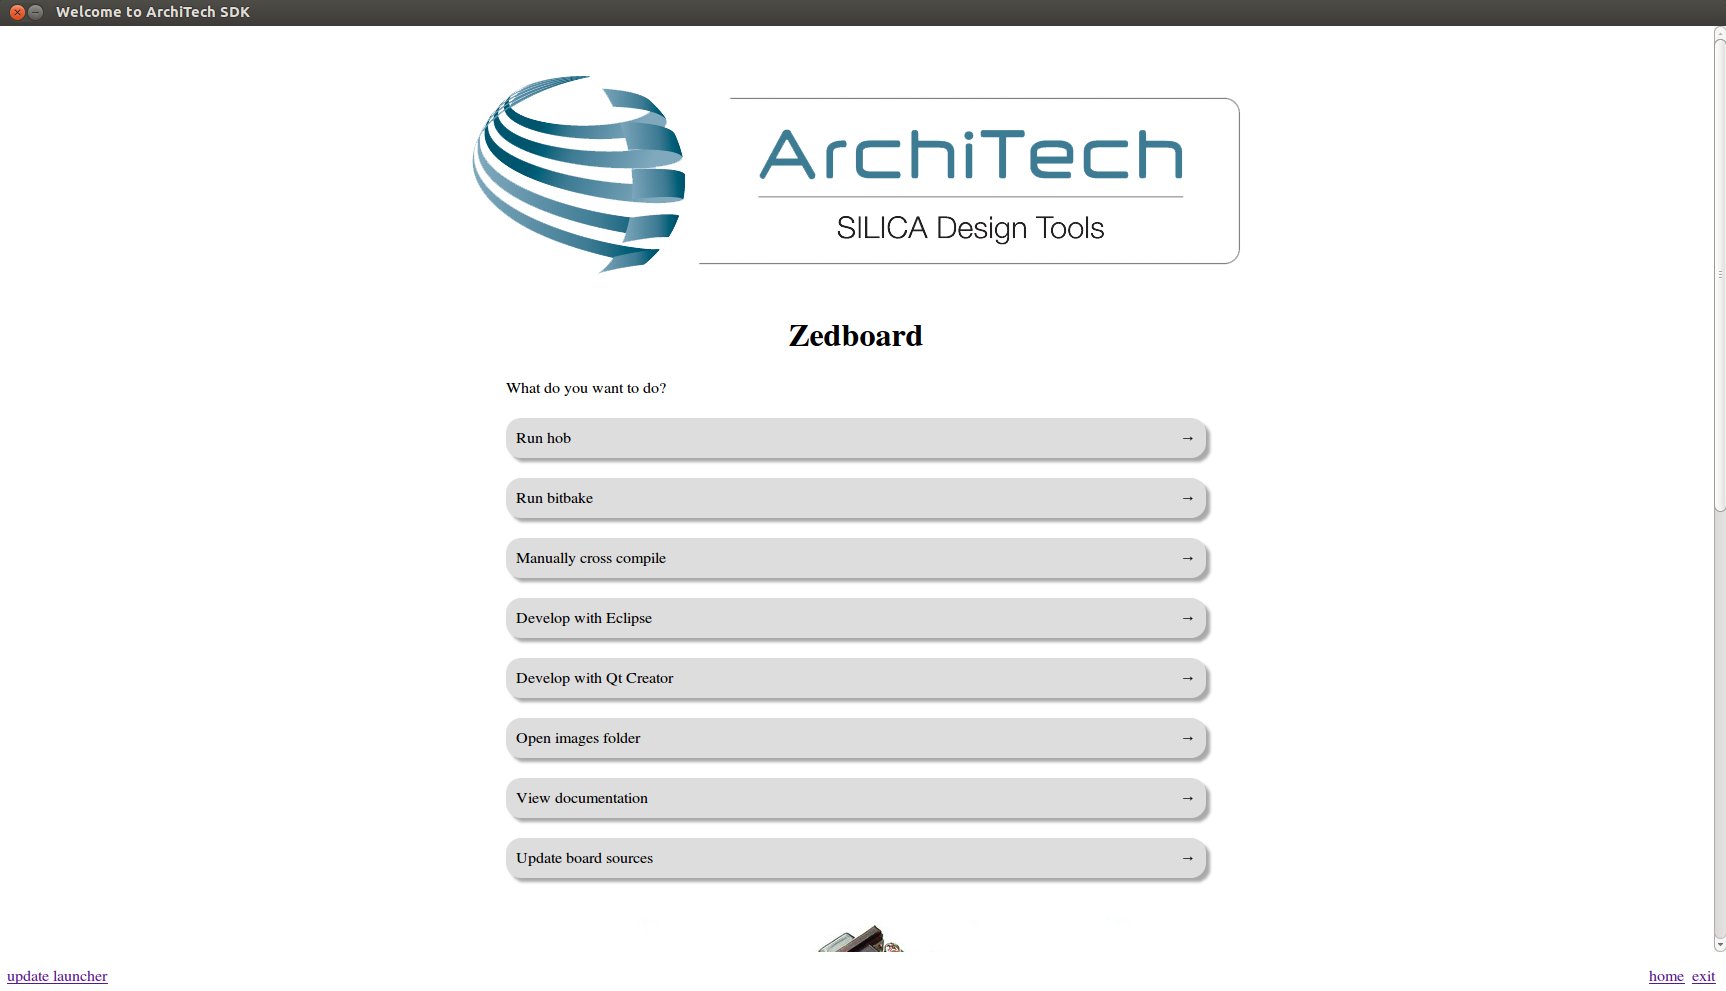 Welcome to ArchiTech SDK
ArchiTech
SILICA Design Tools
Zedboard
What do you want to do?
Run hob →
Run bitbake →
Manually cross compile →
Develop with Eclipse →
Develop with Qt Creator →
Open images folder →
View documentation →
Update board sources →
update launcher home exit